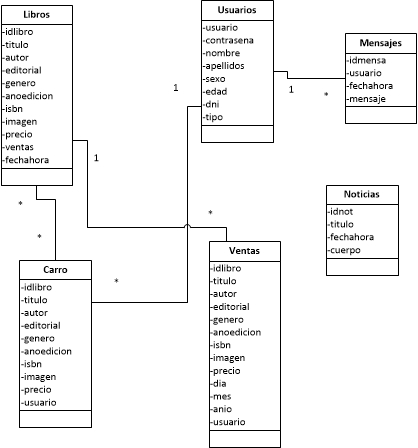 Libros
-idlibro
-titulo
-autor
-editorial
-genero
-anoedicion
-isbn
-imagen
-precio
-ventas
-fechahora
Usuarios
-usuario
-contrasena
-nombre
-apellidos
-sexo
-edad
-dni
-tipo
Mensajes
-idmensa
-usuario
-fechahora
-mensaje
1
1
*
1
*
*
*
*
Noticias
-idnot
-titulo
-fechahora
-cuerpo
Carro
-idlibro
-titulo
-autor
-editorial
-genero
-anoedicion
-isbn
-imagen
-precio
-usuario
Ventas
-idlibro
-titulo
-autor
-editorial
-genero
-anoedicion
-isbn
-imagen
-precio
-dia
-mes
-anio
-usuario